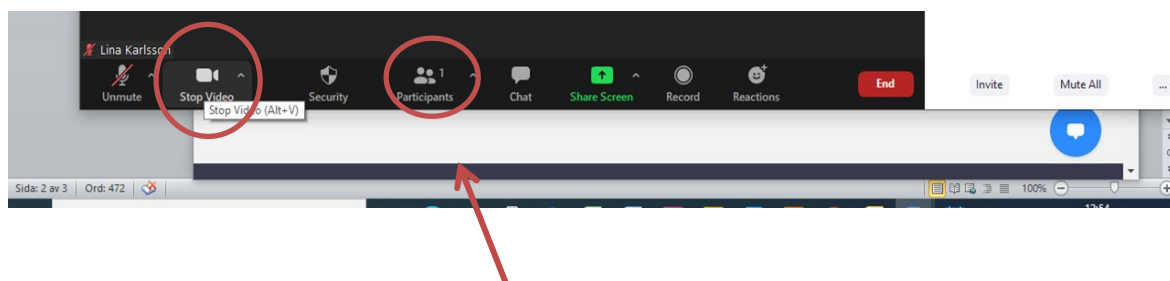 Lina Karlsson
1
Unmute Stop Video Security Participants Chat Share Screen Record Reactions End Invite Mute All ...
Stop Video (Alt+V)
Sida: 2 av 3 Ord: 472 100%